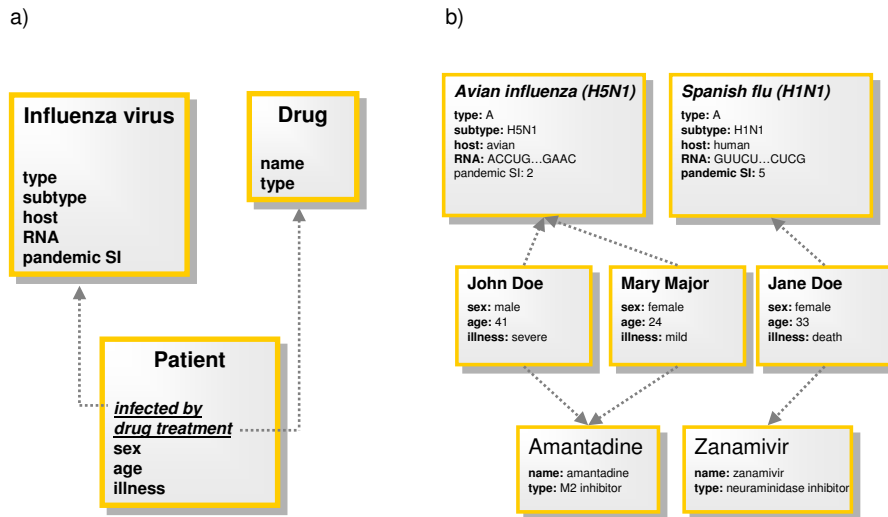 a)
Influenza virus
type
subtype
host
RNA
pandemic SI
Drug
name
type
Patient
infected by
drug treatment
sex
age
illness
b)
Avian influenza (H5N1)
type: A
subtype: H5N1
host: avian
RNA: ACCUG...GAAC
pandemic SI: 2
Spanish flu (H1N1)
type: A
subtype: H1N1
host: human
RNA: GUUCU...CUCG
pandemic SI: 5
John Doe
sex: male
age: 41
illness: severe
Mary Major
sex: female
age: 24
illness: mild
Jane Doe
sex: female
age: 33
illness: death
Amantadine
name: amantadine
type: M2 inhibitor
Zanamivir
name: zanamivir
type: neuraminidase inhibitor